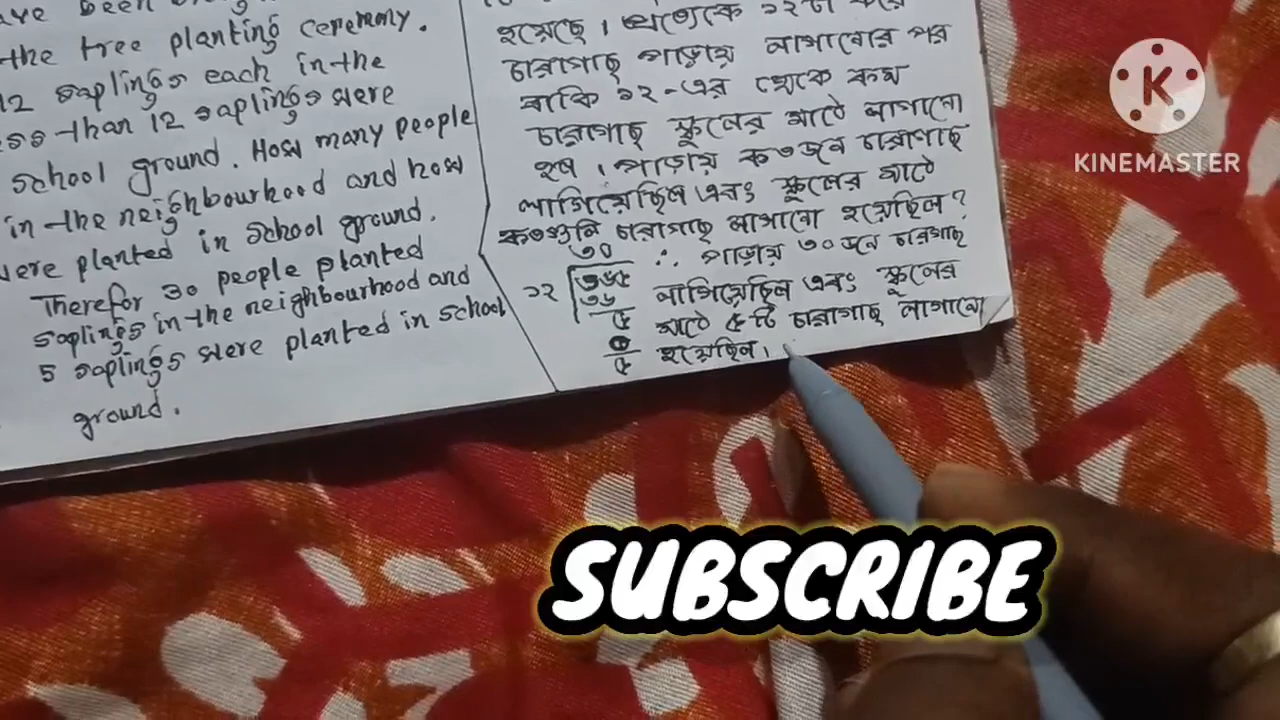 the tree planting ceremony.
12 saplings each in the
than 12 saplings were
school ground. How many people
in the neighbourhood and how
were planted in school ground.
Therefor 30 people planted
saplings in the neighbourhood and
5 saplings were planted in school
ground.
হয়েছে। প্রত্যেকে ১২টি করে
চারাগাছ পাড়ায় লাগানোর পর
বাকি ১২-এর থেকে কম
চারাগাছ স্কুলের মাঠে লাগানো
হয়। পাড়ায় কতজন চারাগাছ
লাগিয়েছিল এবং স্কুলের মাঠে
কতগুলি চারাগাছ লাগানো হয়েছিল?
৩০ ∴ পাড়ায় ৩০ জন চারাগাছ
১২ ৩৬৫ লাগিয়েছিল এবং স্কুলের
৩৬
৫ মাঠে ৫ টি চারাগাছ লাগানো
০
৫ হয়েছিল।
KINEMASTER
SUBSCRIBE